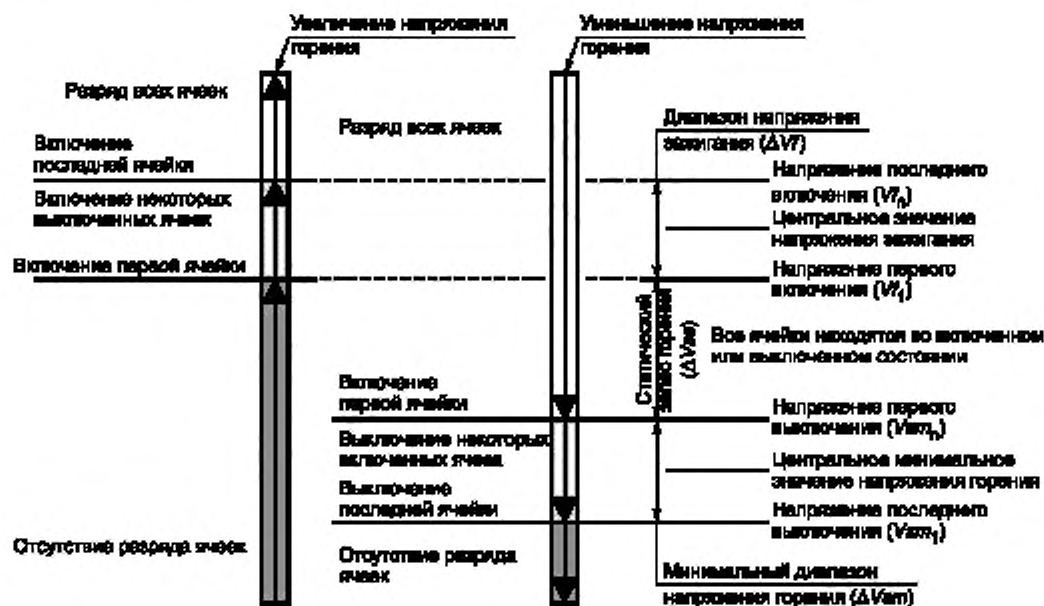 Увеличение напряжения
горения
Уменьшение напряжения
горения
Разряд всех ячеек
Разряд всех ячеек
Диапазон напряжения
зажигания (ΔVf)
Включение
последней ячейки
Напряжение последнего
включения (Vfn)
Включение некоторых
выключенных ячеек
Центральное значение
напряжения зажигания
Включение первой ячейки
Напряжение первого
включения (Vf1)
Статический
запас горения
(ΔVsm)
Все ячейки находятся во включенном
или выключенном состоянии
Включение
первой ячейки
Напряжение первого
выключения (Vsmn)
Выключение некоторых
включенных ячеек
Центральное минимальное
значение напряжения горения
Выключение
последней ячейки
Напряжение последнего
выключения (Vsm1)
Отсутствие разряда ячеек
Отсутствие разряда
ячеек
Минимальный диапазон
напряжения горения (ΔVsm)